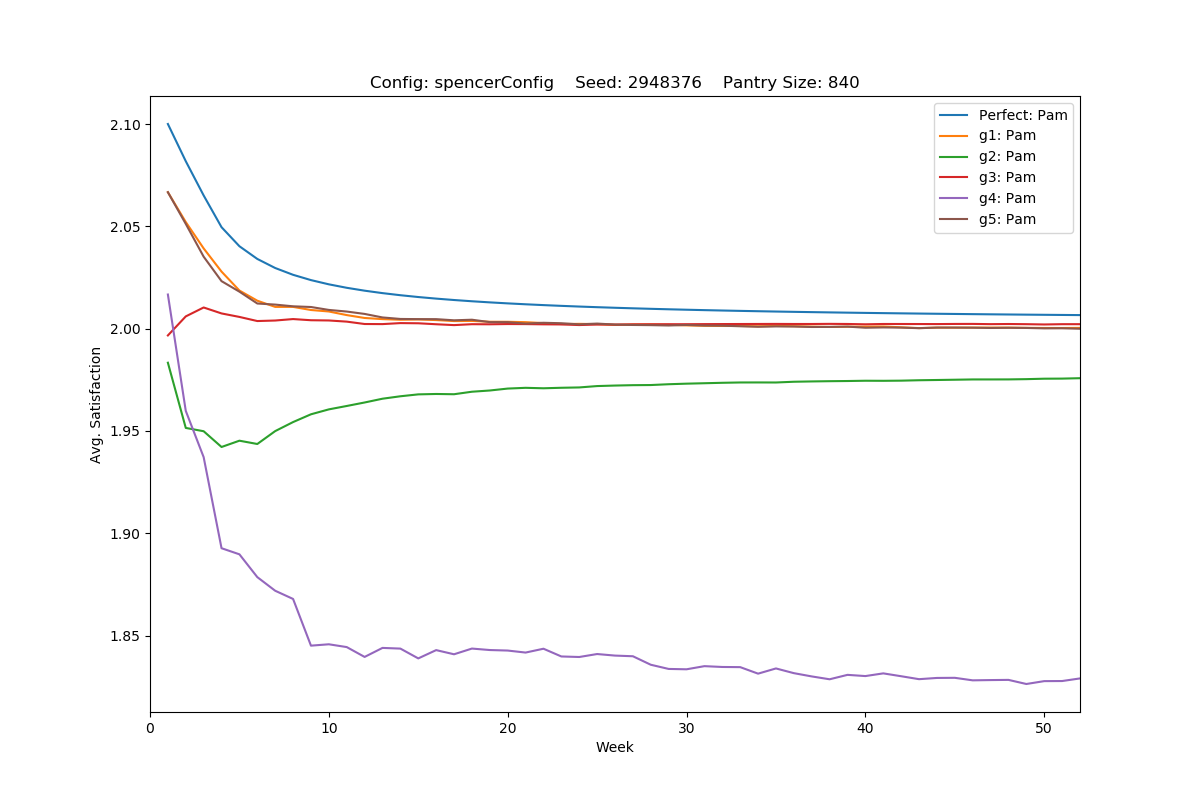 Config: spencerConfig    Seed: 2948376    Pantry Size: 840
2.10
2.05
2.00
1.95
1.90
1.85
Avg. Satisfaction
Perfect: Pam
g1: Pam
g2: Pam
g3: Pam
g4: Pam
g5: Pam
0 10 20 30 40 50
Week